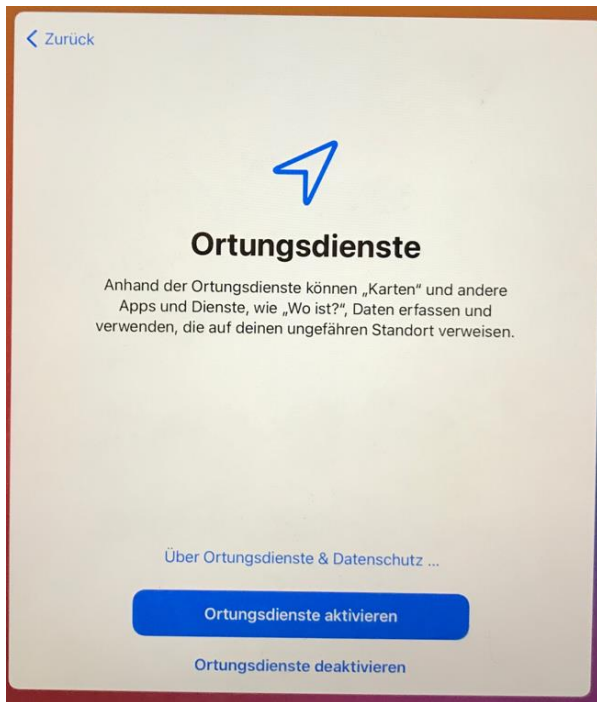 Zurück
Ortungsdienste
Anhand der Ortungsdienste können „Karten“ und andere
Apps und Dienste, wie „Wo ist?“, Daten erfassen und
verwenden, die auf deinen ungefähren Standort verweisen.
Über Ortungsdienste & Datenschutz ...
Ortungsdienste aktivieren
Ortungsdienste deaktivieren